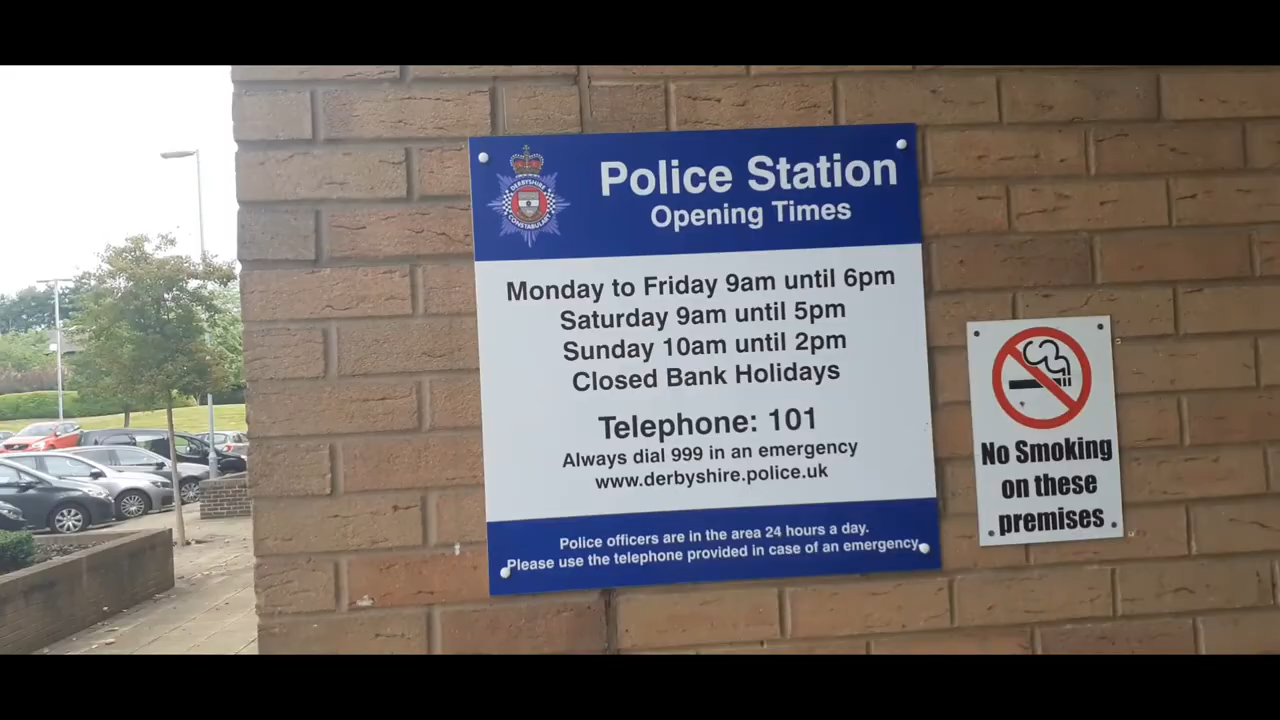 DERBYSHIRE
CONSTABULARY
Police Station
Opening Times
Monday to Friday 9am until 6pm
Saturday 9am until 5pm
Sunday 10am until 2pm
Closed Bank Holidays
Telephone: 101
Always dial 999 in an emergency
www.derbyshire.police.uk
Police officers are in the area 24 hours a day.
Please use the telephone provided in case of an emergency.
No Smoking
on these
premises